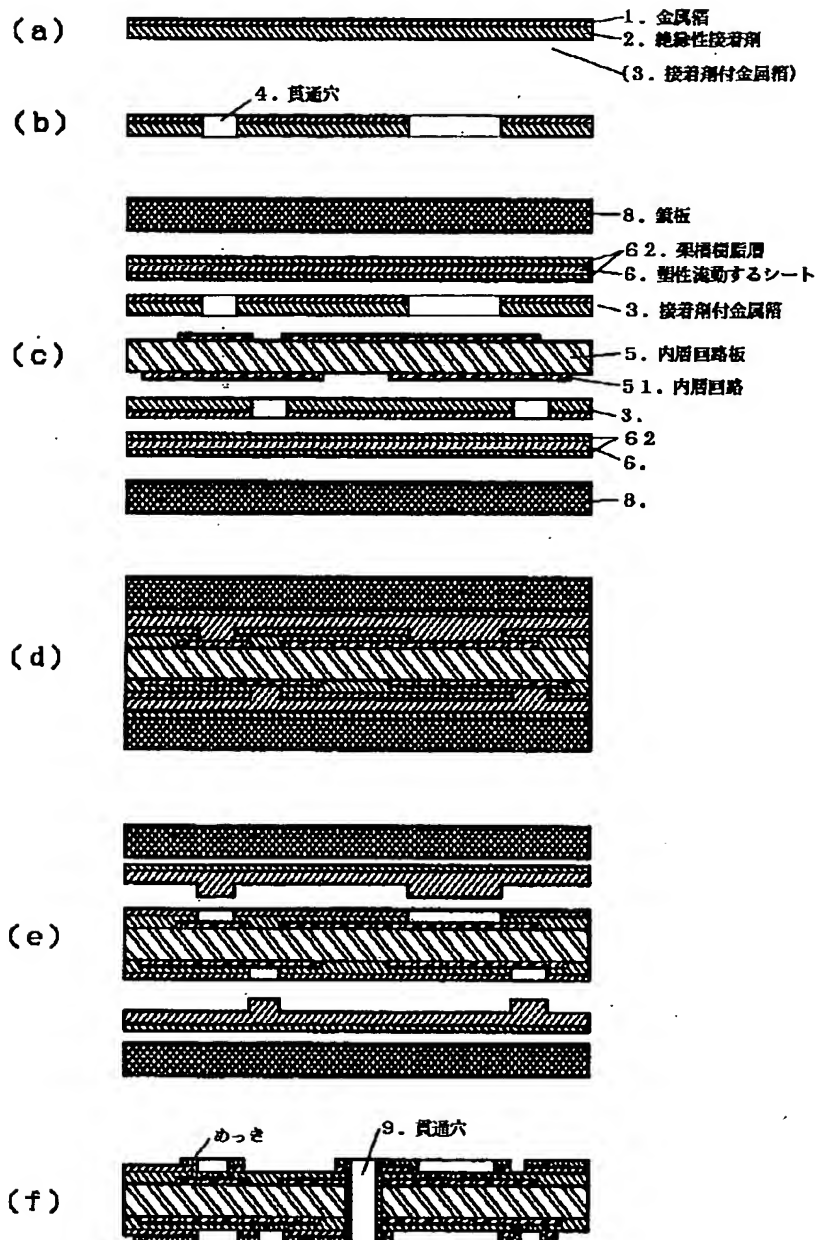 (a)
1. 金属箔
2. 絶縁性接着剤
(3. 接着剤付金属箔)
(b)
4. 貫通穴
(c)
8. 鏡板
62. 架橋樹脂層
6. 塑性流動するシート
3. 接着剤付金属箔
5. 内層回路板
51. 内層回路
3.
62
6.
8.
(d)
(e)
(f)
めっき
9. 貫通穴